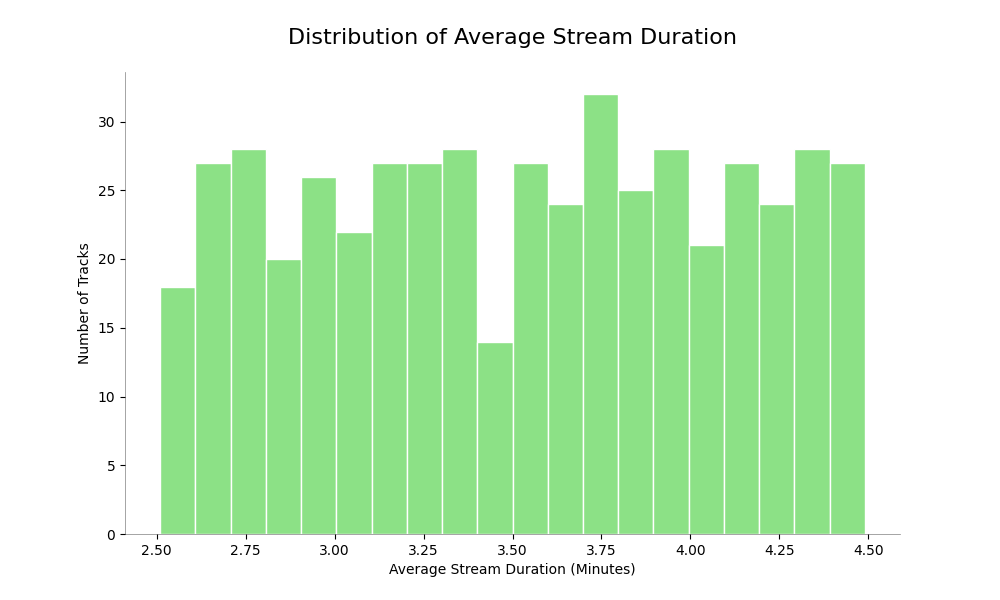 Distribution of Average Stream Duration
Number of Tracks
30
25
20
15
10
5
0
2.50 2.75 3.00 3.25 3.50 3.75 4.00 4.25 4.50
Average Stream Duration (Minutes)